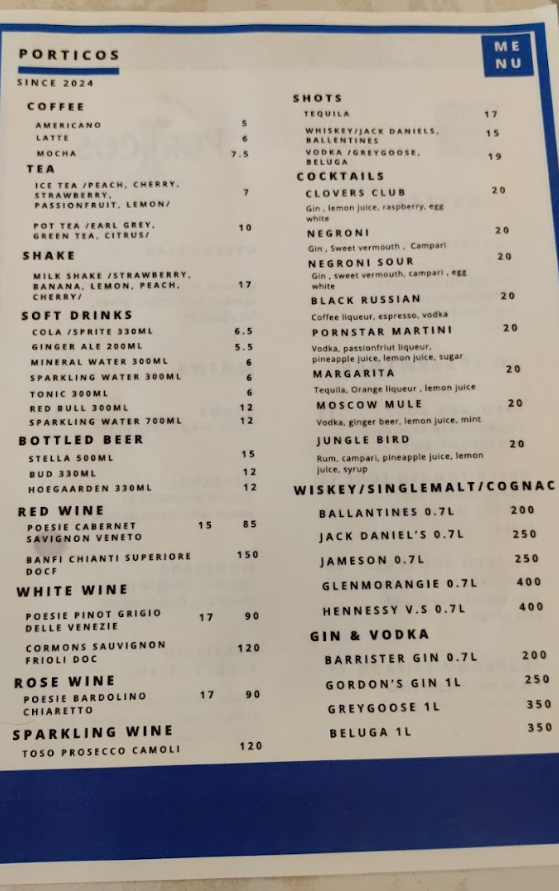 PORTICOS
SINCE 2024
ME
NU
COFFEE
AMERICANO 5
LATTE 6
MOCHA 7.5
TEA
ICE TEA /PEACH, CHERRY,
STRAWBERRY, 7
PASSIONFRUIT, LEMON/
POT TEA /EARL GREY, 10
GREEN TEA, CITRUS/
SHAKE
MILK SHAKE /STRAWBERRY,
BANANA, LEMON, PEACH, 17
CHERRY/
SOFT DRINKS
COLA /SPRITE 330ML 6.5
GINGER ALE 200ML 5.5
MINERAL WATER 300ML 6
SPARKLING WATER 300ML 6
TONIC 300ML 6
RED BULL 300ML 12
SPARKLING WATER 700ML 12
BOTTLED BEER
STELLA 500ML 15
BUD 330ML 12
HOEGAARDEN 330ML 12
RED WINE
POESIE CABERNET 15 85
SAVIGNON VENETO
BANFI CHIANTI SUPERIORE 150
DOCF
WHITE WINE
POESIE PINOT GRIGIO 17 90
DELLE VENEZIE
CORMONS SAUVIGNON 120
FRIOLI DOC
ROSE WINE
POESIE BARDOLINO 17 90
CHIARETTO
SPARKLING WINE
TOSO PROSECCO CAMOLI 120
SHOTS
TEQUILA 17
WHISKEY/JACK DANIELS, 15
BALLENTINES
VODKA /GREYGOOSE, 19
BELUGA
COCKTAILS
CLOVERS CLUB 20
Gin , lemon juice, raspberry, egg
white
NEGRONI 20
Gin , Sweet vermouth , Campari
NEGRONI SOUR 20
Gin , sweet vermouth, campari , egg
white
BLACK RUSSIAN 20
Coffee liqueur, espresso, vodka
PORNSTAR MARTINI 20
Vodka, passionfriut liqueur,
pineapple juice, lemon juice, sugar
MARGARITA 20
Tequila, Orange liqueur , lemon juice
MOSCOW MULE 20
Vodka, ginger beer, lemon juice, mint
JUNGLE BIRD 20
Rum, campari, pineapple juice, lemon
juice, syrup
WISKEY/SINGLEMALT/COGNAC
BALLANTINES 0.7L 200
JACK DANIEL'S 0.7L 250
JAMESON 0.7L 250
GLENMORANGIE 0.7L 400
HENNESSY V.S 0.7L 400
GIN & VODKA
BARRISTER GIN 0.7L 200
GORDON'S GIN 1L 250
GREYGOOSE 1L 350
BELUGA 1L 350